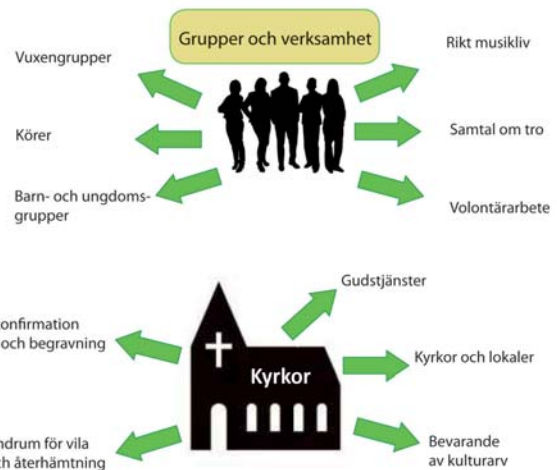 Grupper och verksamhet
Vuxengrupper
Rikt musikliv
Körer
Samtal om tro
Barn- och ungdoms-
grupper
Volontärarbete
Gudstjänster
onfirmation
och begravning
Kyrkor
Kyrkor och lokaler
ndrum för vila
ch återhämtning
Bevarande
av kulturarv